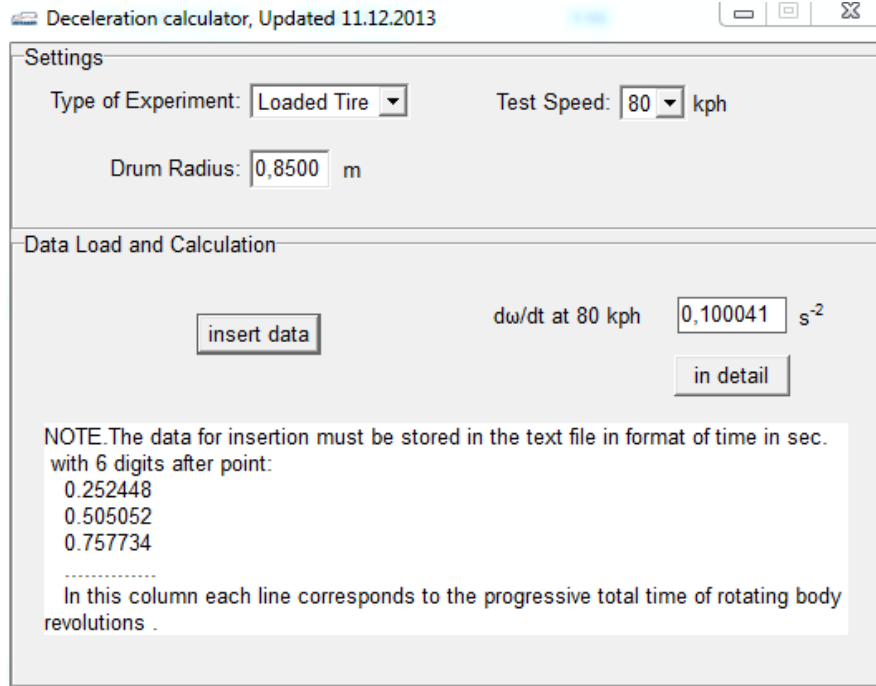 Deceleration calculator, Updated 11.12.2013
Settings
Type of Experiment: Loaded Tire Test Speed: 80 kph
Drum Radius: 0,8500 m
Data Load and Calculation
insert data dω/dt at 80 kph 0,100041 s-2
in detail
NOTE.The data for insertion must be stored in the text file in format of time in sec.
with 6 digits after point:
0.252448
0.505052
0.757734
..............
In this column each line corresponds to the progressive total time of rotating body
revolutions .